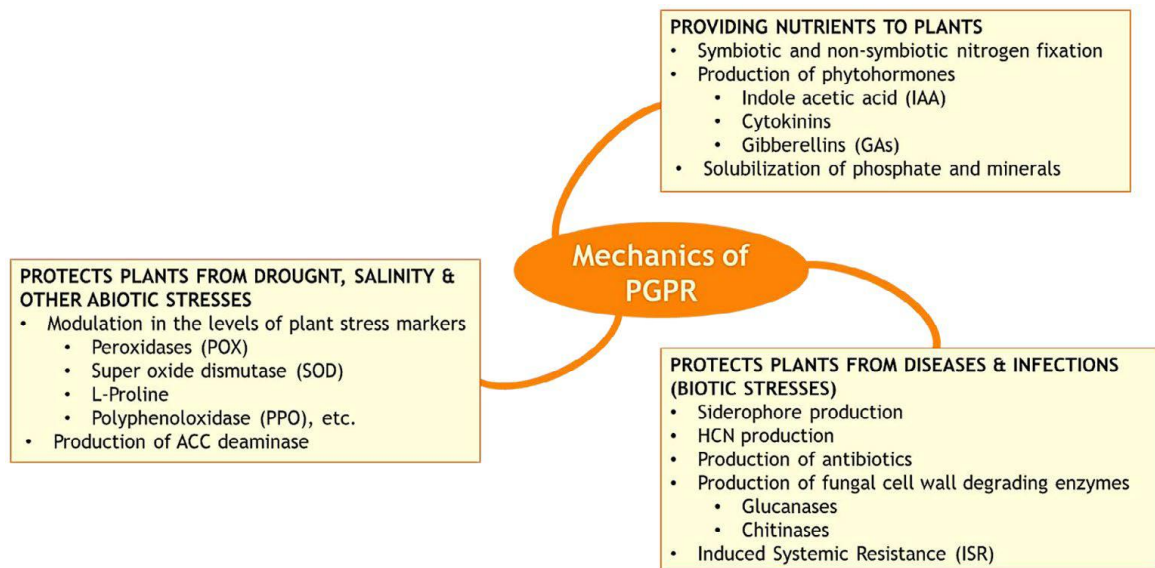 PROVIDING NUTRIENTS TO PLANTS
• Symbiotic and non-symbiotic nitrogen fixation
• Production of phytohormones
• Indole acetic acid (IAA)
• Cytokinins
• Gibberellins (GAs)
• Solubilization of phosphate and minerals
Mechanics of
PGPR
PROTECTS PLANTS FROM DROUGNT, SALINITY &
OTHER ABIOTIC STRESSES
• Modulation in the levels of plant stress markers
• Peroxidases (POX)
• Super oxide dismutase (SOD)
• L-Proline
• Polyphenoloxidase (PPO), etc.
• Production of ACC deaminase
PROTECTS PLANTS FROM DISEASES & INFECTIONS
(BIOTIC STRESSES)
• Siderophore production
• HCN production
• Production of antibiotics
• Production of fungal cell wall degrading enzymes
• Glucanases
• Chitinases
• Induced Systemic Resistance (ISR)